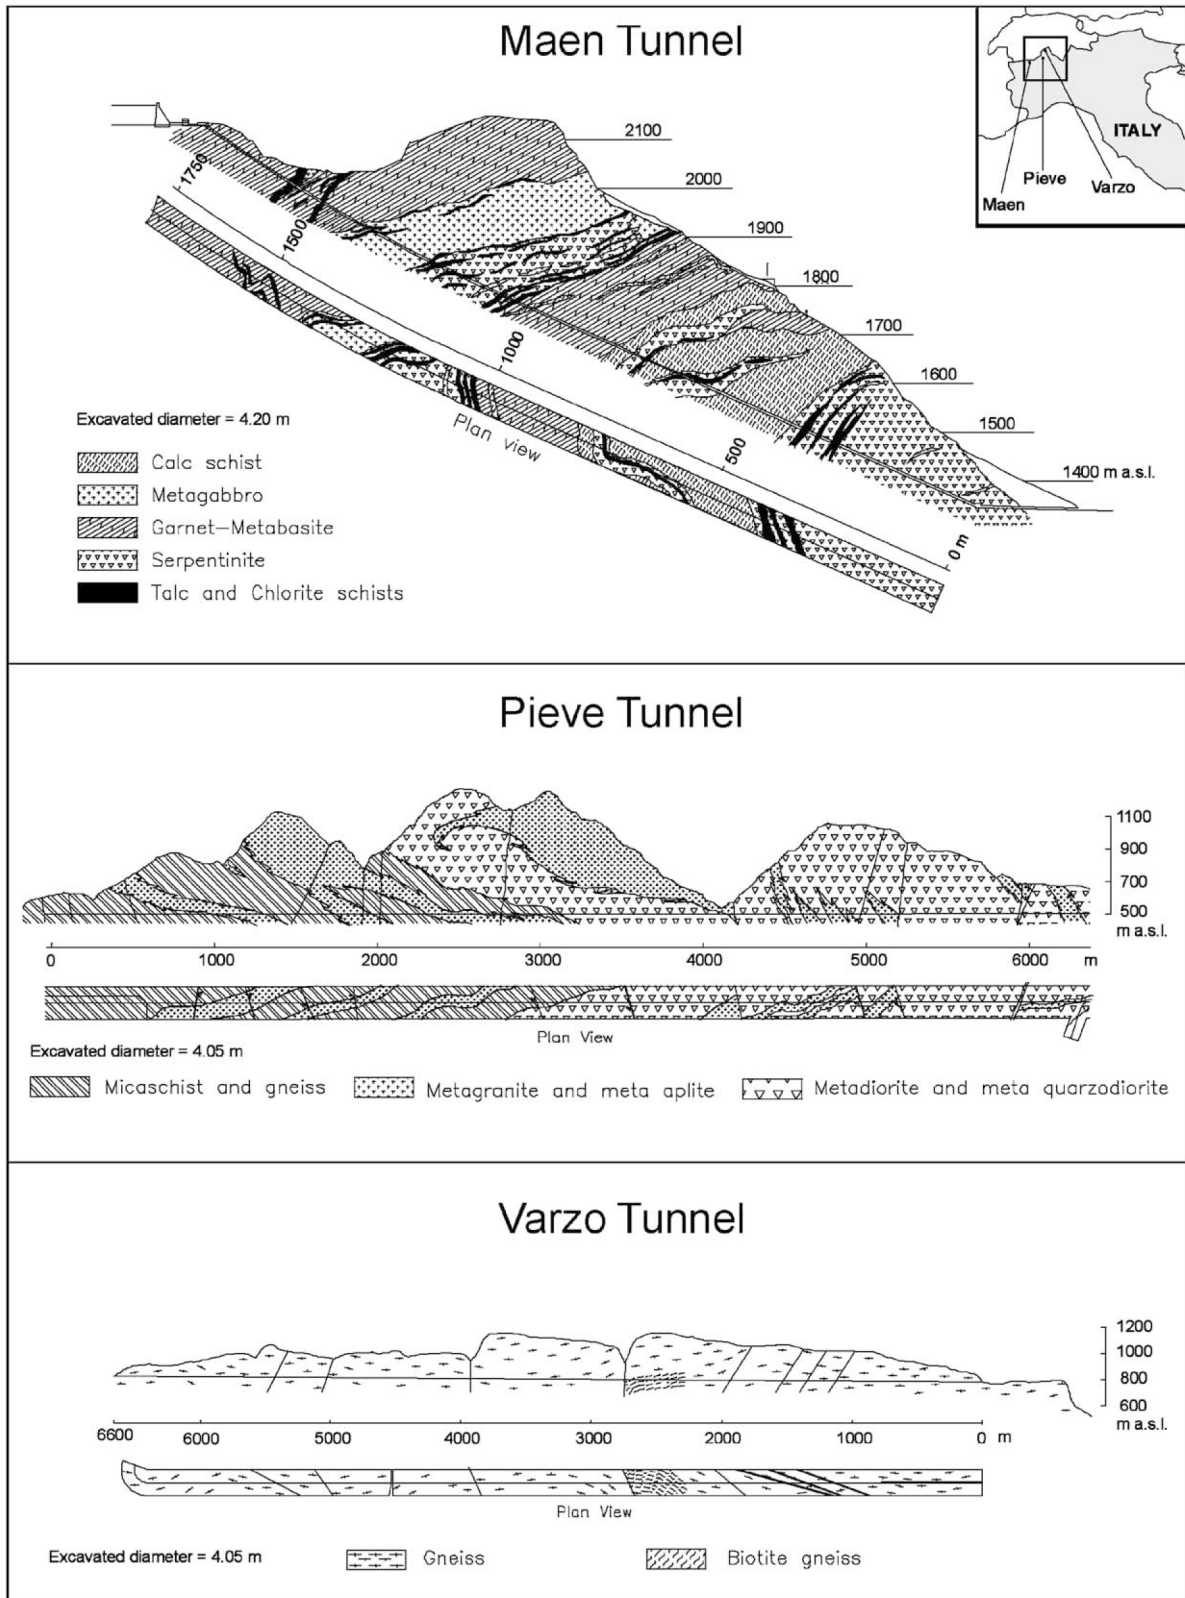 Maen Tunnel
ITALY
Pieve
Varzo
Maen
2100
2000
1900
1800
1700
1600
1500
1400 m a.s.l.
1750
1500
1000
500
0 m
Plan view
Excavated diameter = 4.20 m
Calc schist
Metagabbro
Garnet-Metabasite
Serpentinite
Talc and Chlorite schists
Pieve Tunnel
1100
900
700
500
m a.s.l.
0 1000 2000 3000 4000 5000 6000 m
Plan View
Excavated diameter = 4.05 m
Micaschist and gneiss Metagranite and meta aplite Metadiorite and meta quarzodiorite
Varzo Tunnel
1200
1000
800
600
m a.s.l.
6600 6000 5000 4000 3000 2000 1000 0 m
Plan View
Excavated diameter = 4.05 m Gneiss Biotite gneiss